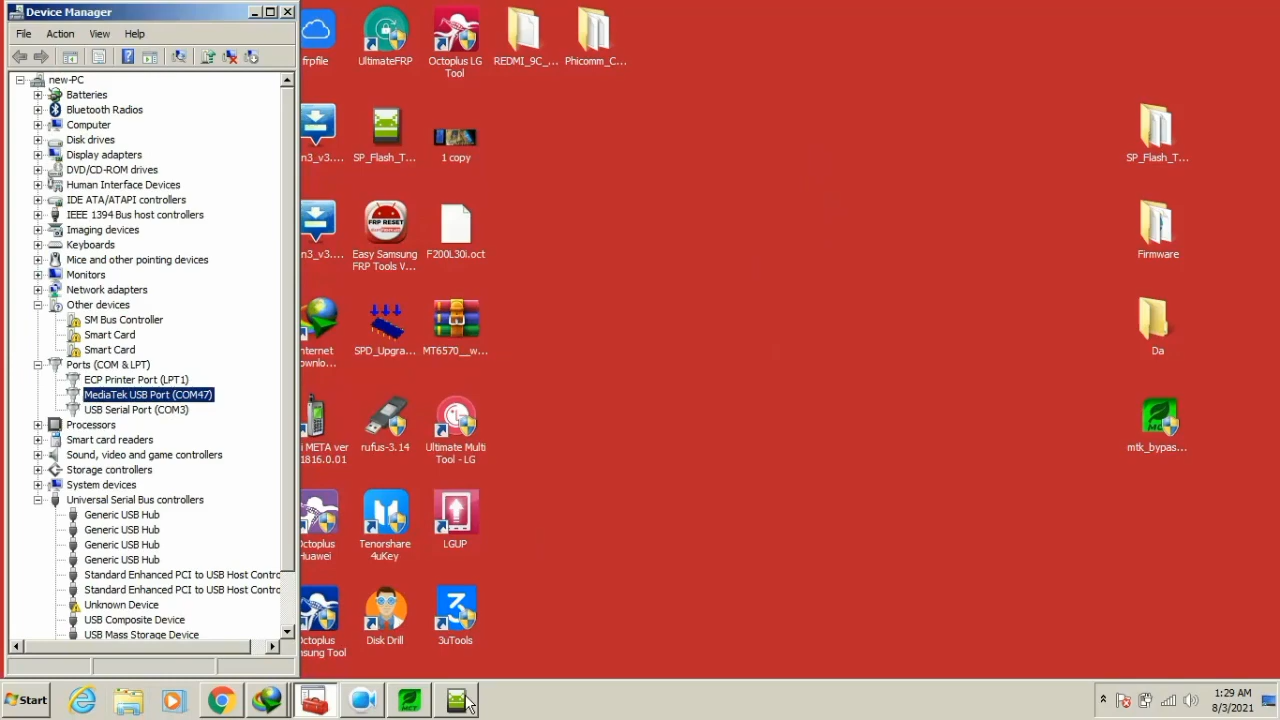 Device Manager
File Action View Help
new-PC
Batteries
Bluetooth Radios
Computer
Disk drives
Display adapters
DVD/CD-ROM drives
Human Interface Devices
IDE ATA/ATAPI controllers
IEEE 1394 Bus host controllers
Imaging devices
Keyboards
Mice and other pointing devices
Monitors
Network adapters
Other devices
SM Bus Controller
Smart Card
Smart Card
Ports (COM & LPT)
ECP Printer Port (LPT1)
MediaTek USB Port (COM47)
USB Serial Port (COM3)
Processors
Smart card readers
Sound, video and game controllers
Storage controllers
System devices
Universal Serial Bus controllers
Generic USB Hub
Generic USB Hub
Generic USB Hub
Generic USB Hub
Standard Enhanced PCI to USB Host Contro
Standard Enhanced PCI to USB Host Contro
Unknown Device
USB Composite Device
USB Mass Storage Device
frpfile
UltimateFRP
Octoplus LG
Tool
REDMI_9C_...
Phicomm_C...
n3_v3....
SP_Flash_T...
1 copy
n3_v3....
FRP RESET
Easy Samsung
FRP Tools V...
F200L30i.oct
nternet
ownlo...
SPD_Upgra...
MT6570__w...
i META ver
1816.0.01
rufus-3.14
Ultimate Multi
Tool - LG
Octoplus
Huawei
Tenorshare
4uKey
LGUP
Octoplus
msung Tool
Disk Drill
3uTools
SP_Flash_T...
Firmware
Da
MCT
mtk_bypas...
Start
MCT
1:29 AM
8/3/2021